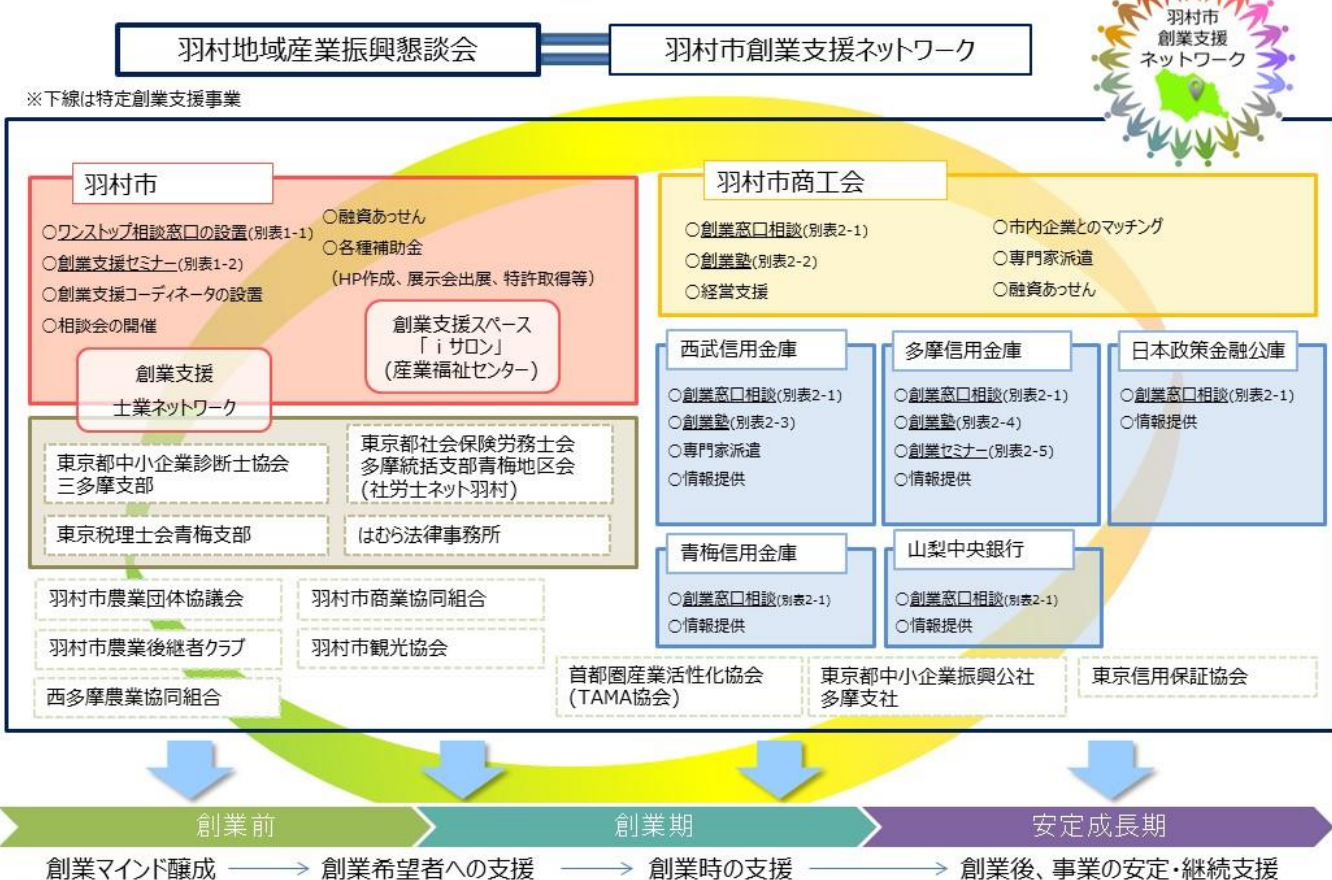 羽村地域産業振興懇談会
羽村市創業支援ネットワーク
羽村市
創業支援
ネットワーク
※下線は特定創業支援事業
羽村市
○ワンストップ相談窓口の設置(別表1-1)
○創業支援セミナー(別表1-2)
○創業支援コーディネータの設置
○相談会の開催
○融資あっせん
○各種補助金
（HP作成、展示会出展、特許取得等）
創業支援スペース
「ｉサロン」
(産業福祉センター)
創業支援
士業ネットワーク
東京都中小企業診断士協会
三多摩支部
東京都社会保険労務士会
多摩統括支部青梅地区会
(社労士ネット羽村)
東京税理士会青梅支部
はむら法律事務所
羽村市農業団体協議会
羽村市商業協同組合
羽村市農業後継者クラブ
羽村市観光協会
西多摩農業協同組合
羽村市商工会
○創業窓口相談(別表2-1)
○創業塾(別表2-2)
○経営支援
○市内企業とのマッチング
○専門家派遣
○融資あっせん
西武信用金庫
○創業窓口相談(別表2-1)
○創業塾(別表2-3)
○専門家派遣
○情報提供
多摩信用金庫
○創業窓口相談(別表2-1)
○創業塾(別表2-4)
○創業セミナー(別表2-5)
○情報提供
日本政策金融公庫
○創業窓口相談(別表2-1)
○情報提供
青梅信用金庫
○創業窓口相談(別表2-1)
○情報提供
山梨中央銀行
○創業窓口相談(別表2-1)
○情報提供
首都圏産業活性化協会
(TAMA協会)
東京都中小企業振興公社
多摩支社
東京信用保証協会
創業前
創業期
安定成長期
創業マインド醸成
創業希望者への支援
創業時の支援
創業後、事業の安定・継続支援